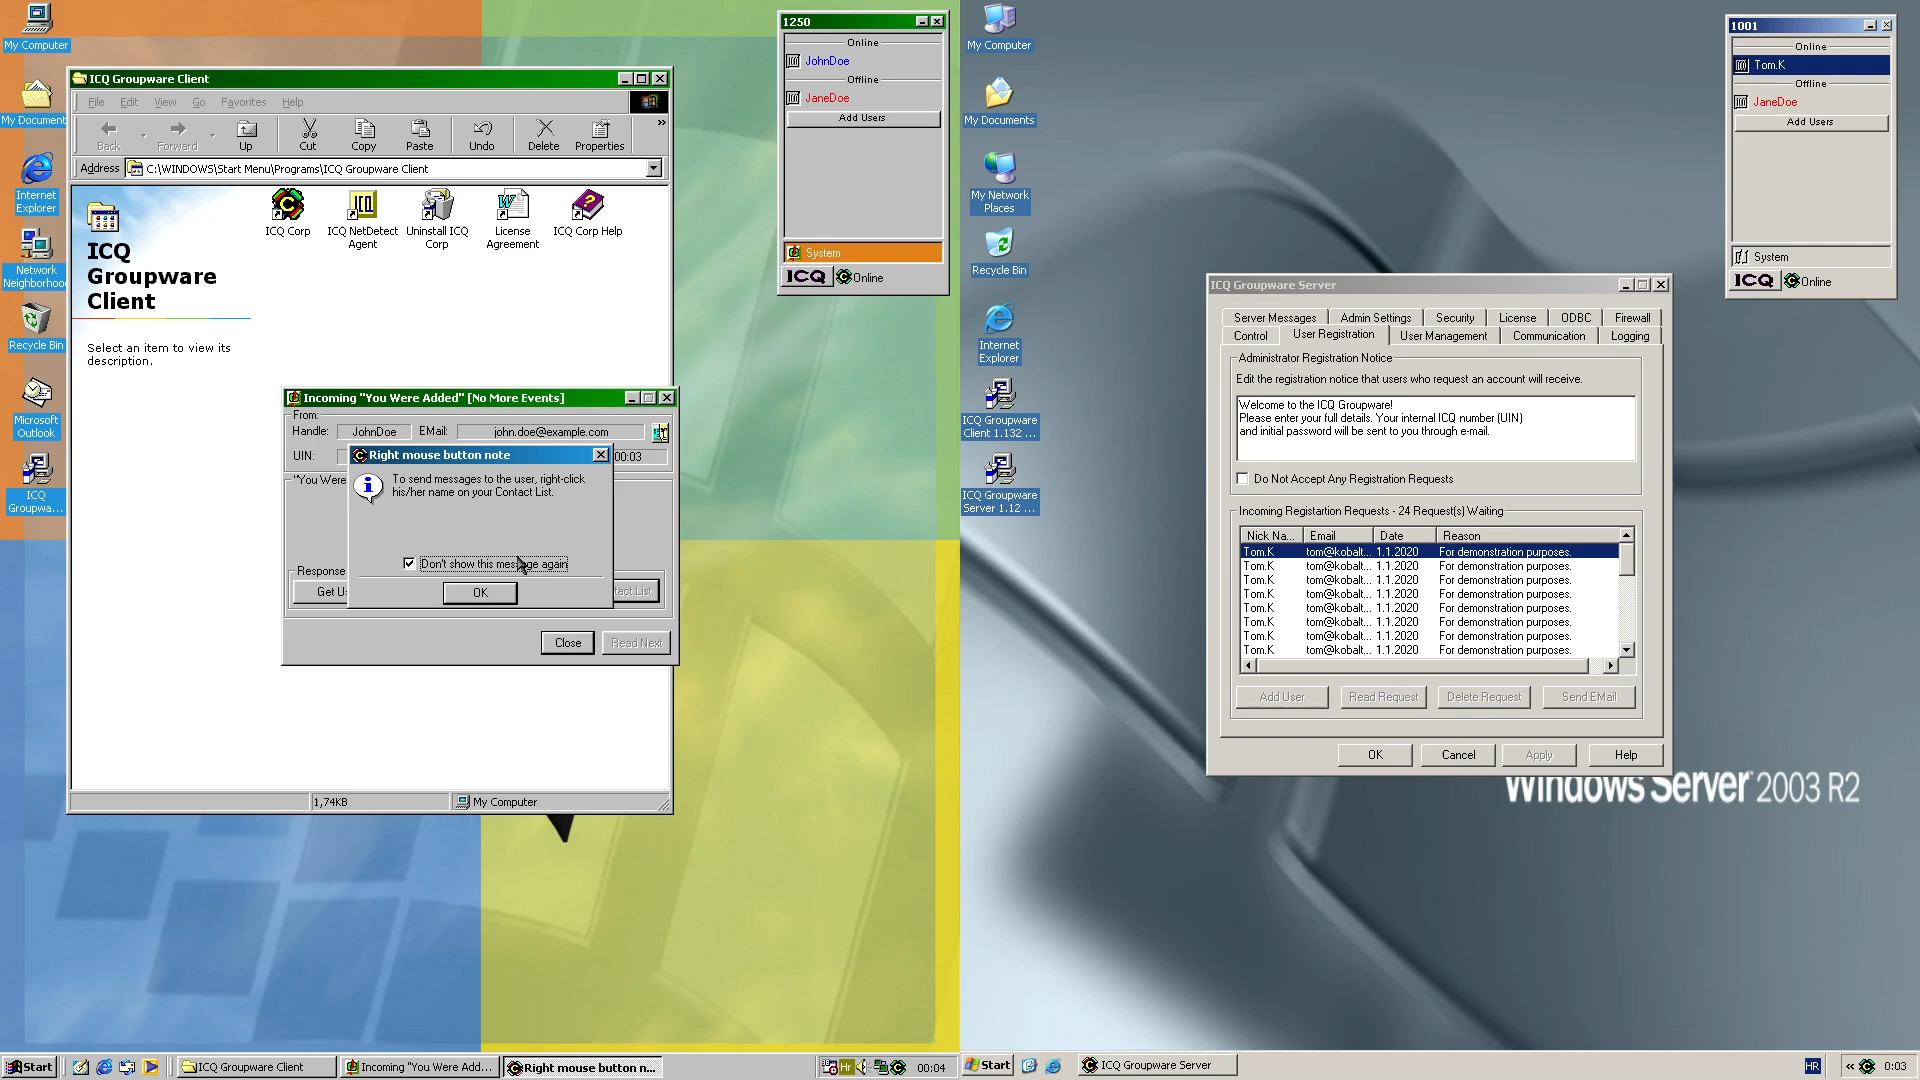 My Computer
My Document
Internet
Explorer
Network
Neighborhoo
Recycle Bin
Microsoft
Outlook
ICQ
Groupwa...
ICQ Groupware Client
File Edit View Go Favorites Help
Back Forward Up Cut Copy Paste Undo Delete Properties »
Address C:\WINDOWS\Start Menu\Programs\ICQ Groupware Client
ICQ
Groupware
Client
Select an item to view its
description.
ICQ Corp
ICQ NetDetect
Agent
Uninstall ICQ
Corp
License
Agreement
ICQ Corp Help
1,74KB My Computer
Incoming "You Were Added" [No More Events]
From:
Handle: JohnDoe EMail: john.doe@example.com
UIN: 00:03
"You Were
Response
Get U
tact List
Close Read Next
Right mouse button note
To send messages to the user, right-click
his/her name on your Contact List.
Don't show this message again
OK
1250
Online
JohnDoe
Offline
JaneDoe
Add Users
System
ICQ Online
Start ICQ Groupware Client Incoming "You Were Add... Right mouse button n... Hr 00:04
My Computer
My Documents
My Network
Places
Recycle Bin
Internet
Explorer
ICQ Groupware
Client 1.132 ...
ICQ Groupware
Server 1.12 ...
1001
Online
Tom.K
Offline
JaneDoe
Add Users
System
ICQ Online
ICQ Groupware Server
Server Messages Admin Settings Security License ODBC Firewall
Control User Registration User Management Communication Logging
Administrator Registration Notice
Edit the registration notice that users who request an account will receive.
Welcome to the ICQ Groupware!
Please enter your full details. Your internal ICQ number (UIN)
and initial password will be sent to you through e-mail.
Do Not Accept Any Registration Requests
Incoming Registartion Requests - 24 Request(s) Waiting
Nick Na... Email Date Reason
Tom.K tom@kobalt... 1.1.2020 For demonstration purposes.
Tom.K tom@kobalt... 1.1.2020 For demonstration purposes.
Tom.K tom@kobalt... 1.1.2020 For demonstration purposes.
Tom.K tom@kobalt... 1.1.2020 For demonstration purposes.
Tom.K tom@kobalt... 1.1.2020 For demonstration purposes.
Tom.K tom@kobalt... 1.1.2020 For demonstration purposes.
Tom.K tom@kobalt... 1.1.2020 For demonstration purposes.
Tom.K tom@kobalt... 1.1.2020 For demonstration purposes.
Add User Read Request Delete Request Send EMail
OK Cancel Apply Help
Windows Server 2003 R2
Start ICQ Groupware Server HR « 0:03